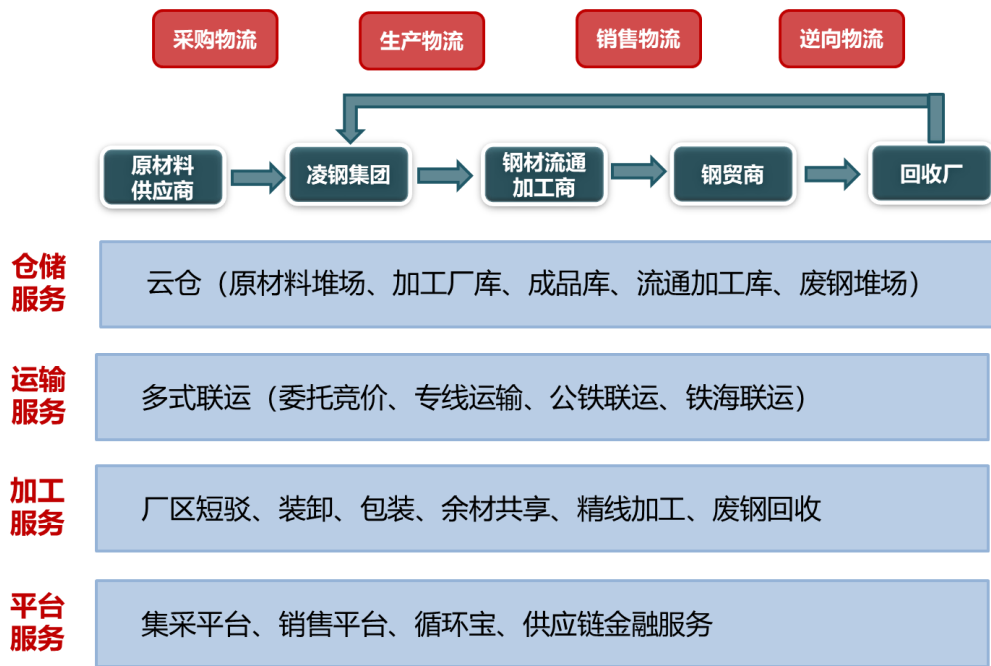 采购物流
生产物流
销售物流
逆向物流
原材料
供应商
凌钢集团
钢材流通
加工商
钢贸商
回收厂
仓储
服务
云仓（原材料堆场、加工厂库、成品库、流通加工库、废钢堆场）
运输
服务
多式联运（委托竞价、专线运输、公铁联运、铁海联运）
加工
服务
厂区短驳、装卸、包装、余材共享、精线加工、废钢回收
平台
服务
集采平台、销售平台、循环宝、供应链金融服务